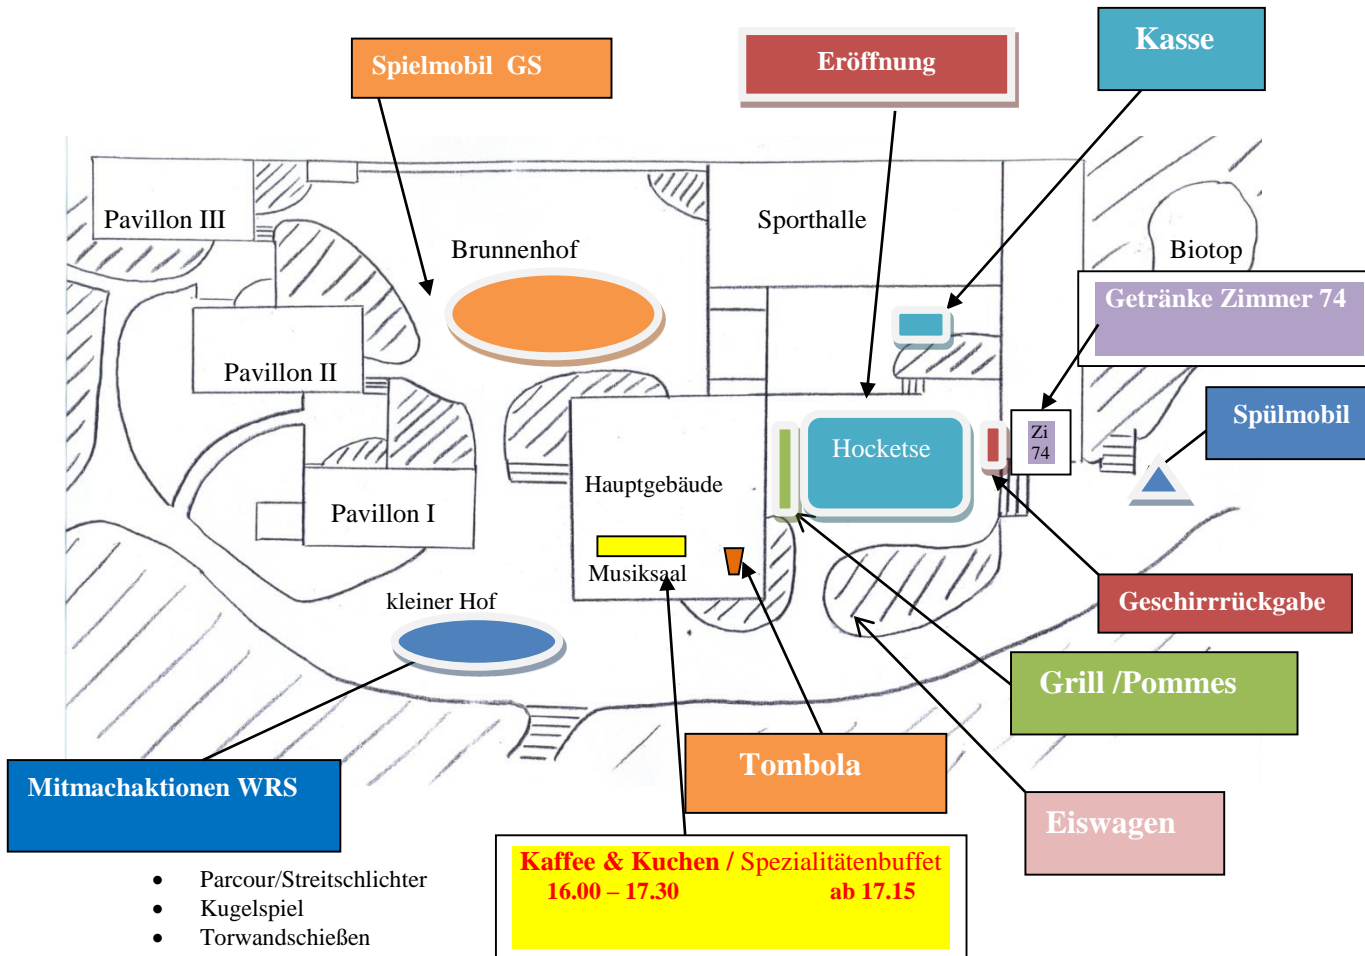 Kasse
Eröffnung
Spielmobil  GS
Pavillon III
Sporthalle
Brunnenhof
Biotop
Getränke Zimmer 74
Pavillon II
Spülmobil
Zi
74
Hocketse
Hauptgebäude
Pavillon I
Musiksaal
kleiner Hof
Geschirrrückgabe
Grill /Pommes
Tombola
Mitmachaktionen WRS
Eiswagen
Kaffee & Kuchen / Spezialitätenbuffet
16.00 – 17.30 ab 17.15
• Parcour/Streitschlichter
• Kugelspiel
• Torwandschießen